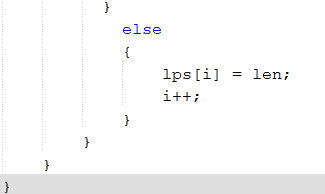 }
else
{
lps[i] = len;
i++;
}
}
}
}